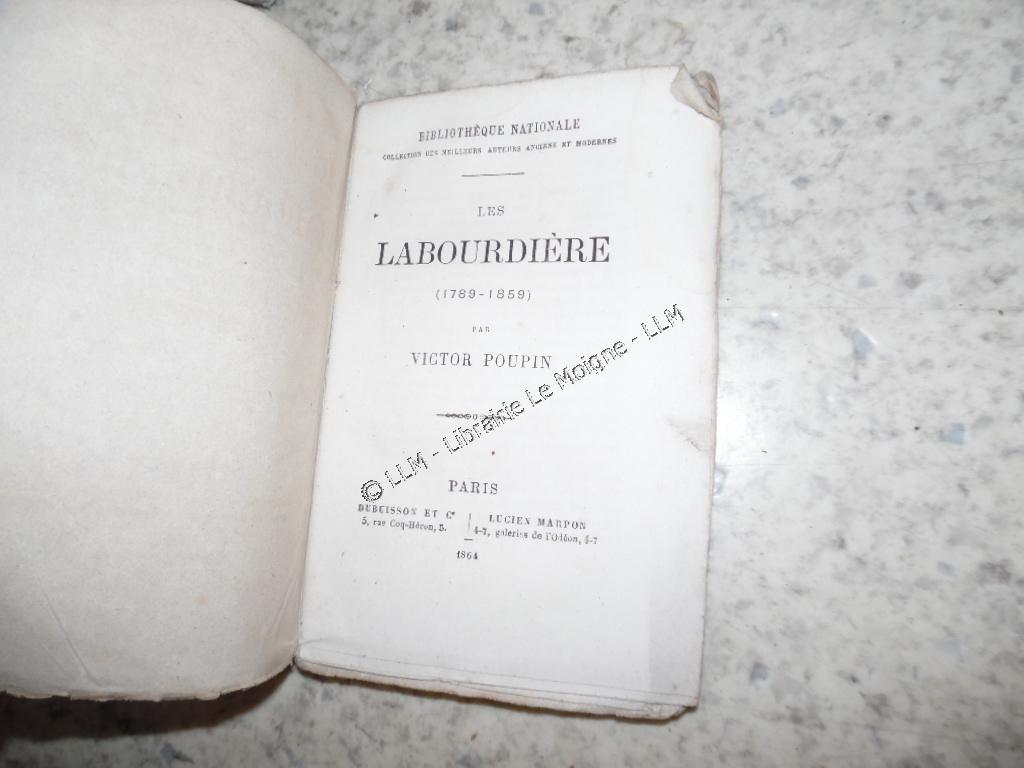 BIBLIOTHÈQUE NATIONALE
COLLECTION DES MEILLEURS AUTEURS ANCIENS ET MODERNES
LES
LABOURDIÈRE
(1789-1859)
PAR
VICTOR POUPIN
© LLM - Librairie Le Moigne - LLM
PARIS
DUBUISSON ET Cᵉ
5, rue Coq-Héron, 5.
LUCIEN MARPON
4-7, galeries de l'Odéon, 4-7
1864